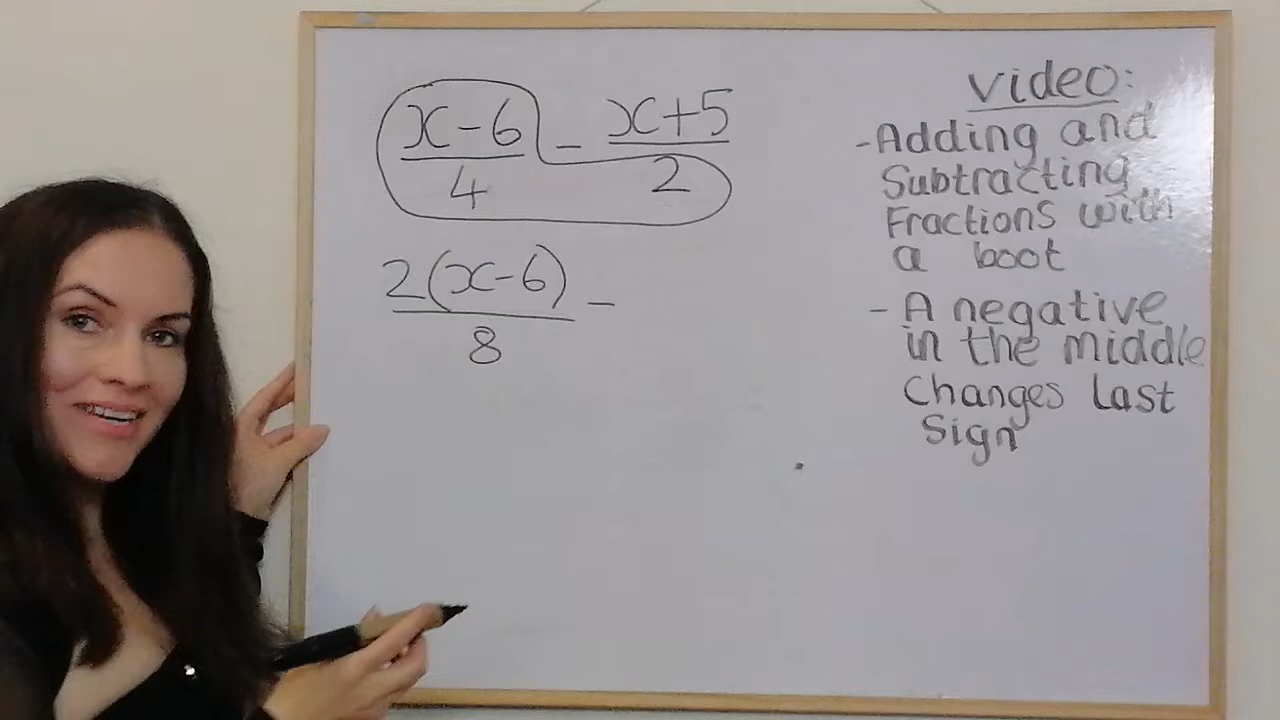 x-6 - x+5
4 2
2(x-6) -
8
Video:
-Adding and
Subtracting
Fractions with
a boot
- A negative
in the middle
Changes Last
Sign